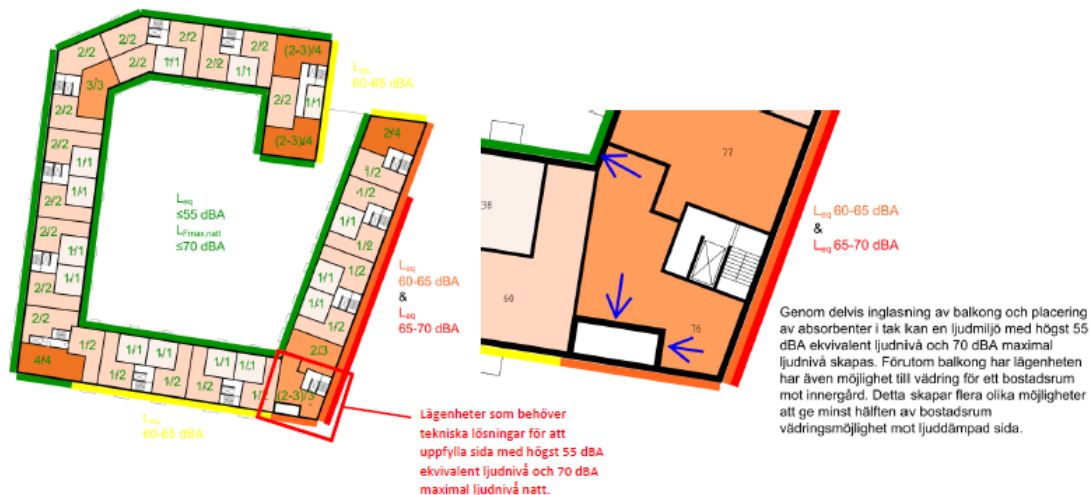 2/2
2/2
2/2
2/2
2/2
2/2
1/1
2/2
1/1
(2-3)/4
3/3
2/2
1/1
(2-3)/4
2/2
2/2
1/1
1/1
2/2
2/2
1/1
1/1
2/2
2/2
4/4
1/2
1/1
1/1
1/2
1/2
1/1
1/1
1/2
1/2
(2-3)/3
2/3
1/2
1/1
1/1
1/2
1/2
1/1
1/2
1/2
2/4
Leq
60-65 dBA
Leq
≤55 dBA
LFmax,natt
≤70 dBA
Leq
60-65 dBA
&
Leq
65-70 dBA
Leq
60-65 dBA
Lägenheter som behöver
tekniska lösningar för att
uppfylla sida med högst 55 dBA
ekvivalent ljudnivå och 70 dBA
maximal ljudnivå natt.
77
38
60
76
Leq 60-65 dBA
&
Leq 65-70 dBA
Genom delvis inglasning av balkong och placering
av absorbenter i tak kan en ljudmiljö med högst 55
dBA ekvivalent ljudnivå och 70 dBA maximal
ljudnivå skapas. Förutom balkong har lägenheten
har även möjlighet till vädring för ett bostadsrum
mot innergård. Detta skapar flera olika möjligheter
att ge minst hälften av bostadsrum
vädringsmöjlighet mot ljuddämpad sida.